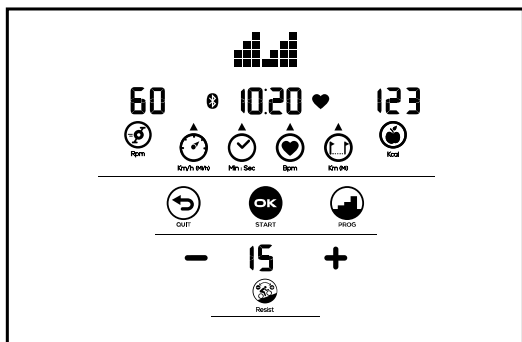 60 10:20 123
Rpm Km/h (Mi/h) Min : Sec Bpm Km (Mi) Kcal
OK
QUIT START PROG
− 15 +
Resist